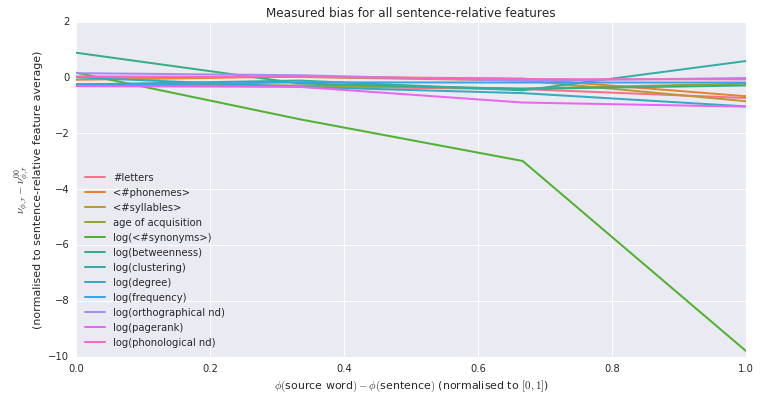 Measured bias for all sentence-relative features
2
0
−2
−4
−6
−8
−10
ν_{ϕ,r} − ν^{00}_{ϕ,r}
(normalised to sentence-relative feature average)
#letters
<#phonemes>
<#syllables>
age of acquisition
log(<#synonyms>)
log(betweenness)
log(clustering)
log(degree)
log(frequency)
log(orthographical nd)
log(pagerank)
log(phonological nd)
0.0 0.2 0.4 0.6 0.8 1.0
ϕ(source word) − ϕ(sentence) (normalised to [0, 1])